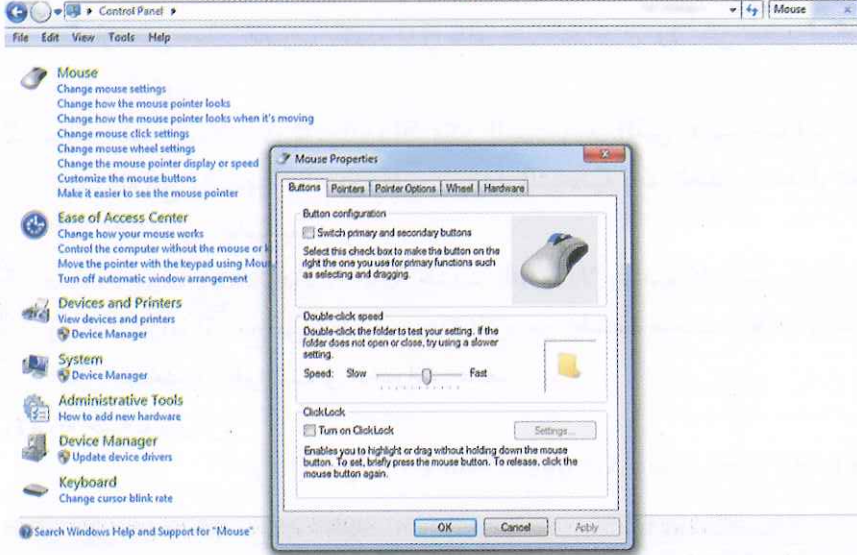 Control Panel
Mouse
File Edit View Tools Help
Mouse
Change mouse settings
Change how the mouse pointer looks
Change how the mouse pointer looks when it's moving
Change mouse click settings
Change mouse wheel settings
Change the mouse pointer display or speed
Customize the mouse buttons
Make it easier to see the mouse pointer
Ease of Access Center
Change how your mouse works
Control the computer without the mouse or k
Move the pointer with the keypad using Mou
Turn off automatic window arrangement
Devices and Printers
View devices and printers
Device Manager
System
Device Manager
Administrative Tools
How to add new hardware
Device Manager
Update device drivers
Keyboard
Change cursor blink rate
Search Windows Help and Support for "Mouse"
Mouse Properties
Buttons Pointers Pointer Options Wheel Hardware
Button configuration
Switch primary and secondary buttons
Select this check box to make the button on the
right the one you use for primary functions such
as selecting and dragging.
Double-click speed
Double-click the folder to test your setting. If the
folder does not open or close, try using a slower
setting.
Speed: Slow Fast
ClickLock
Turn on ClickLock Settings...
Enables you to highlight or drag without holding down the mouse
button. To set, briefly press the mouse button. To release, click the
mouse button again.
OK Cancel Apply